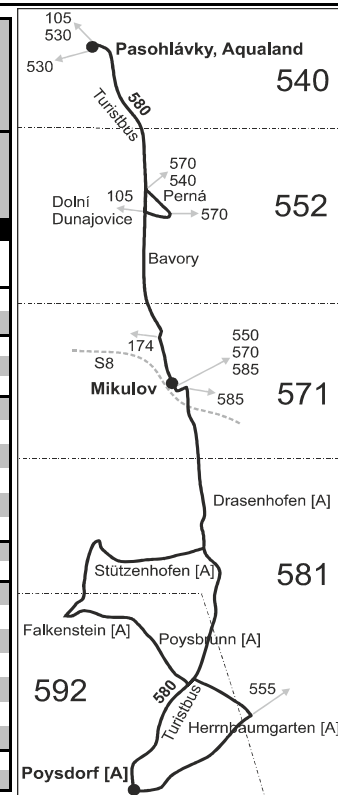 105
530
Pasohlávky, Aqualand
530
540
580
Turistbus
570
540
105
Perná
Dolní
Dunajovice
570
552
Bavory
174
550
570
585
S8
Mikulov
585
571
Drasenhofen [A]
Stützenhofen [A]
581
Falkenstein [A]
Poysbrunn[A]
592
580
Turistbus
555
Herrnbaumgarten [A]
Poysdorf [A]